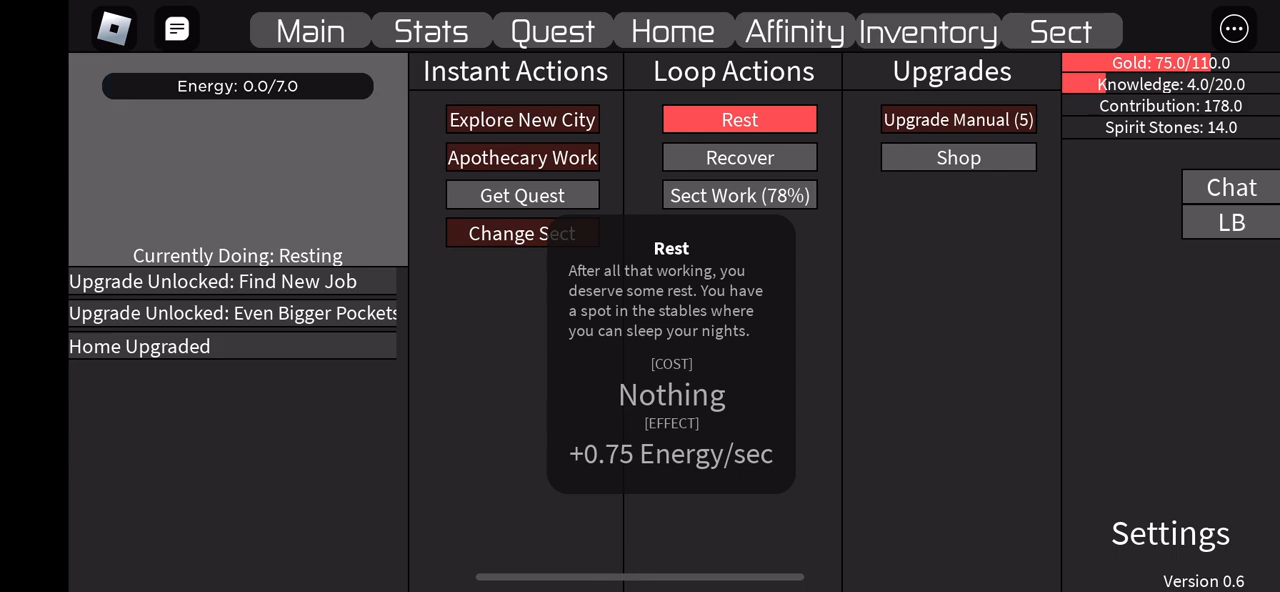 Main
Stats
Quest
Home
Affinity
Inventory
Sect
Energy: 0.0/7.0
Currently Doing: Resting
Upgrade Unlocked: Find New Job
Upgrade Unlocked: Even Bigger Pockets
Home Upgraded
Instant Actions
Explore New City
Apothecary Work
Get Quest
Change Sect
Loop Actions
Rest
Recover
Sect Work (78%)
Rest
After all that working, you
deserve some rest. You have
a spot in the stables where
you can sleep your nights.
[COST]
Nothing
[EFFECT]
+0.75 Energy/sec
Upgrades
Upgrade Manual (5)
Shop
Gold: 75.0/110.0
Knowledge: 4.0/20.0
Contribution: 178.0
Spirit Stones: 14.0
Chat
LB
Settings
Version 0.6